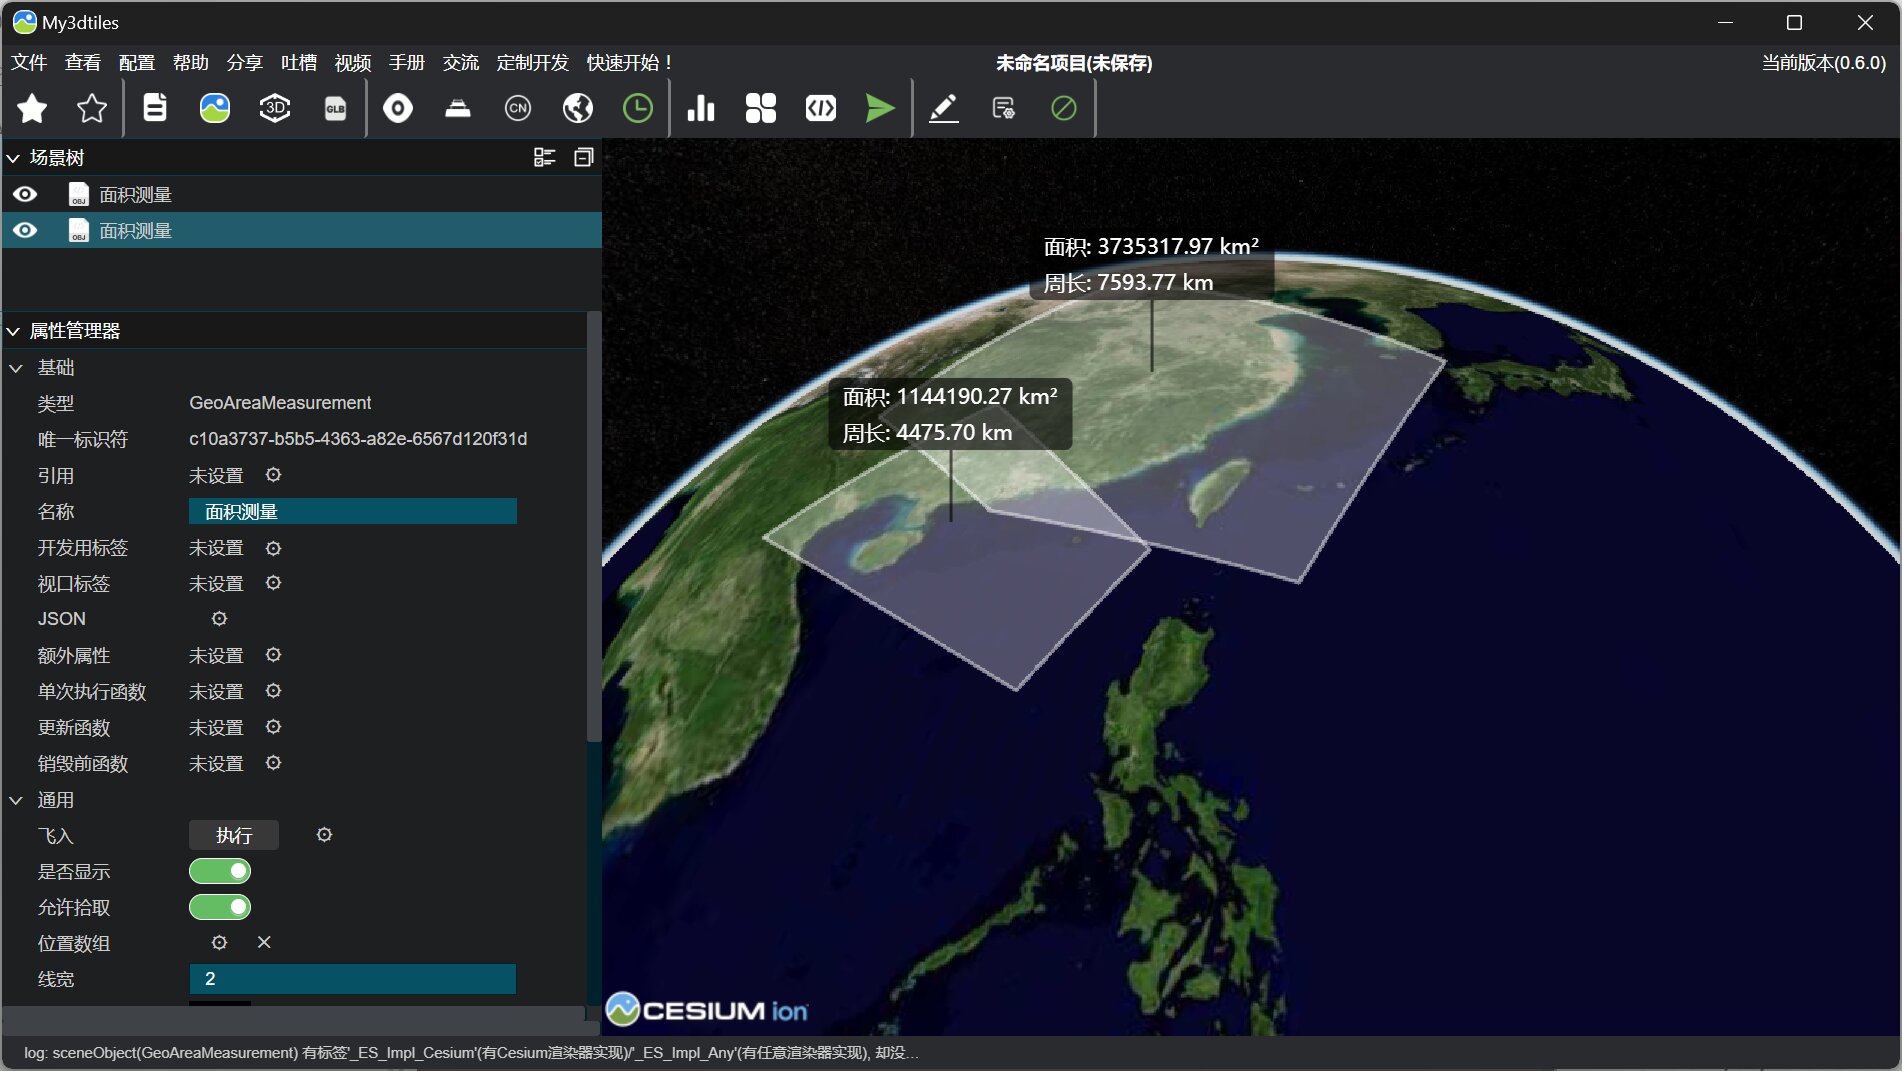 My3dtiles
文件 查看 配置 帮助 分享 吐槽 视频 手册 交流 定制开发 快速开始！ 未命名项目(未保存) 当前版本(0.6.0)
3D GLB CN
场景树
OBJ 面积测量
OBJ 面积测量
属性管理器
基础
类型 GeoAreaMeasurement
唯一标识符 c10a3737-b5b5-4363-a82e-6567d120f31d
引用 未设置
名称 面积测量
开发用标签 未设置
视口标签 未设置
JSON
额外属性 未设置
单次执行函数 未设置
更新函数 未设置
销毁前函数 未设置
通用
飞入 执行
是否显示
允许拾取
位置数组
线宽 2
面积: 3735317.97 km²
周长: 7593.77 km
面积: 1144190.27 km²
周长: 4475.70 km
CESIUM ion
log: sceneObject(GeoAreaMeasurement) 有标签'_ES_Impl_Cesium'(有Cesium渲染器实现)/'_ES_Impl_Any'(有任意渲染器实现), 却没...